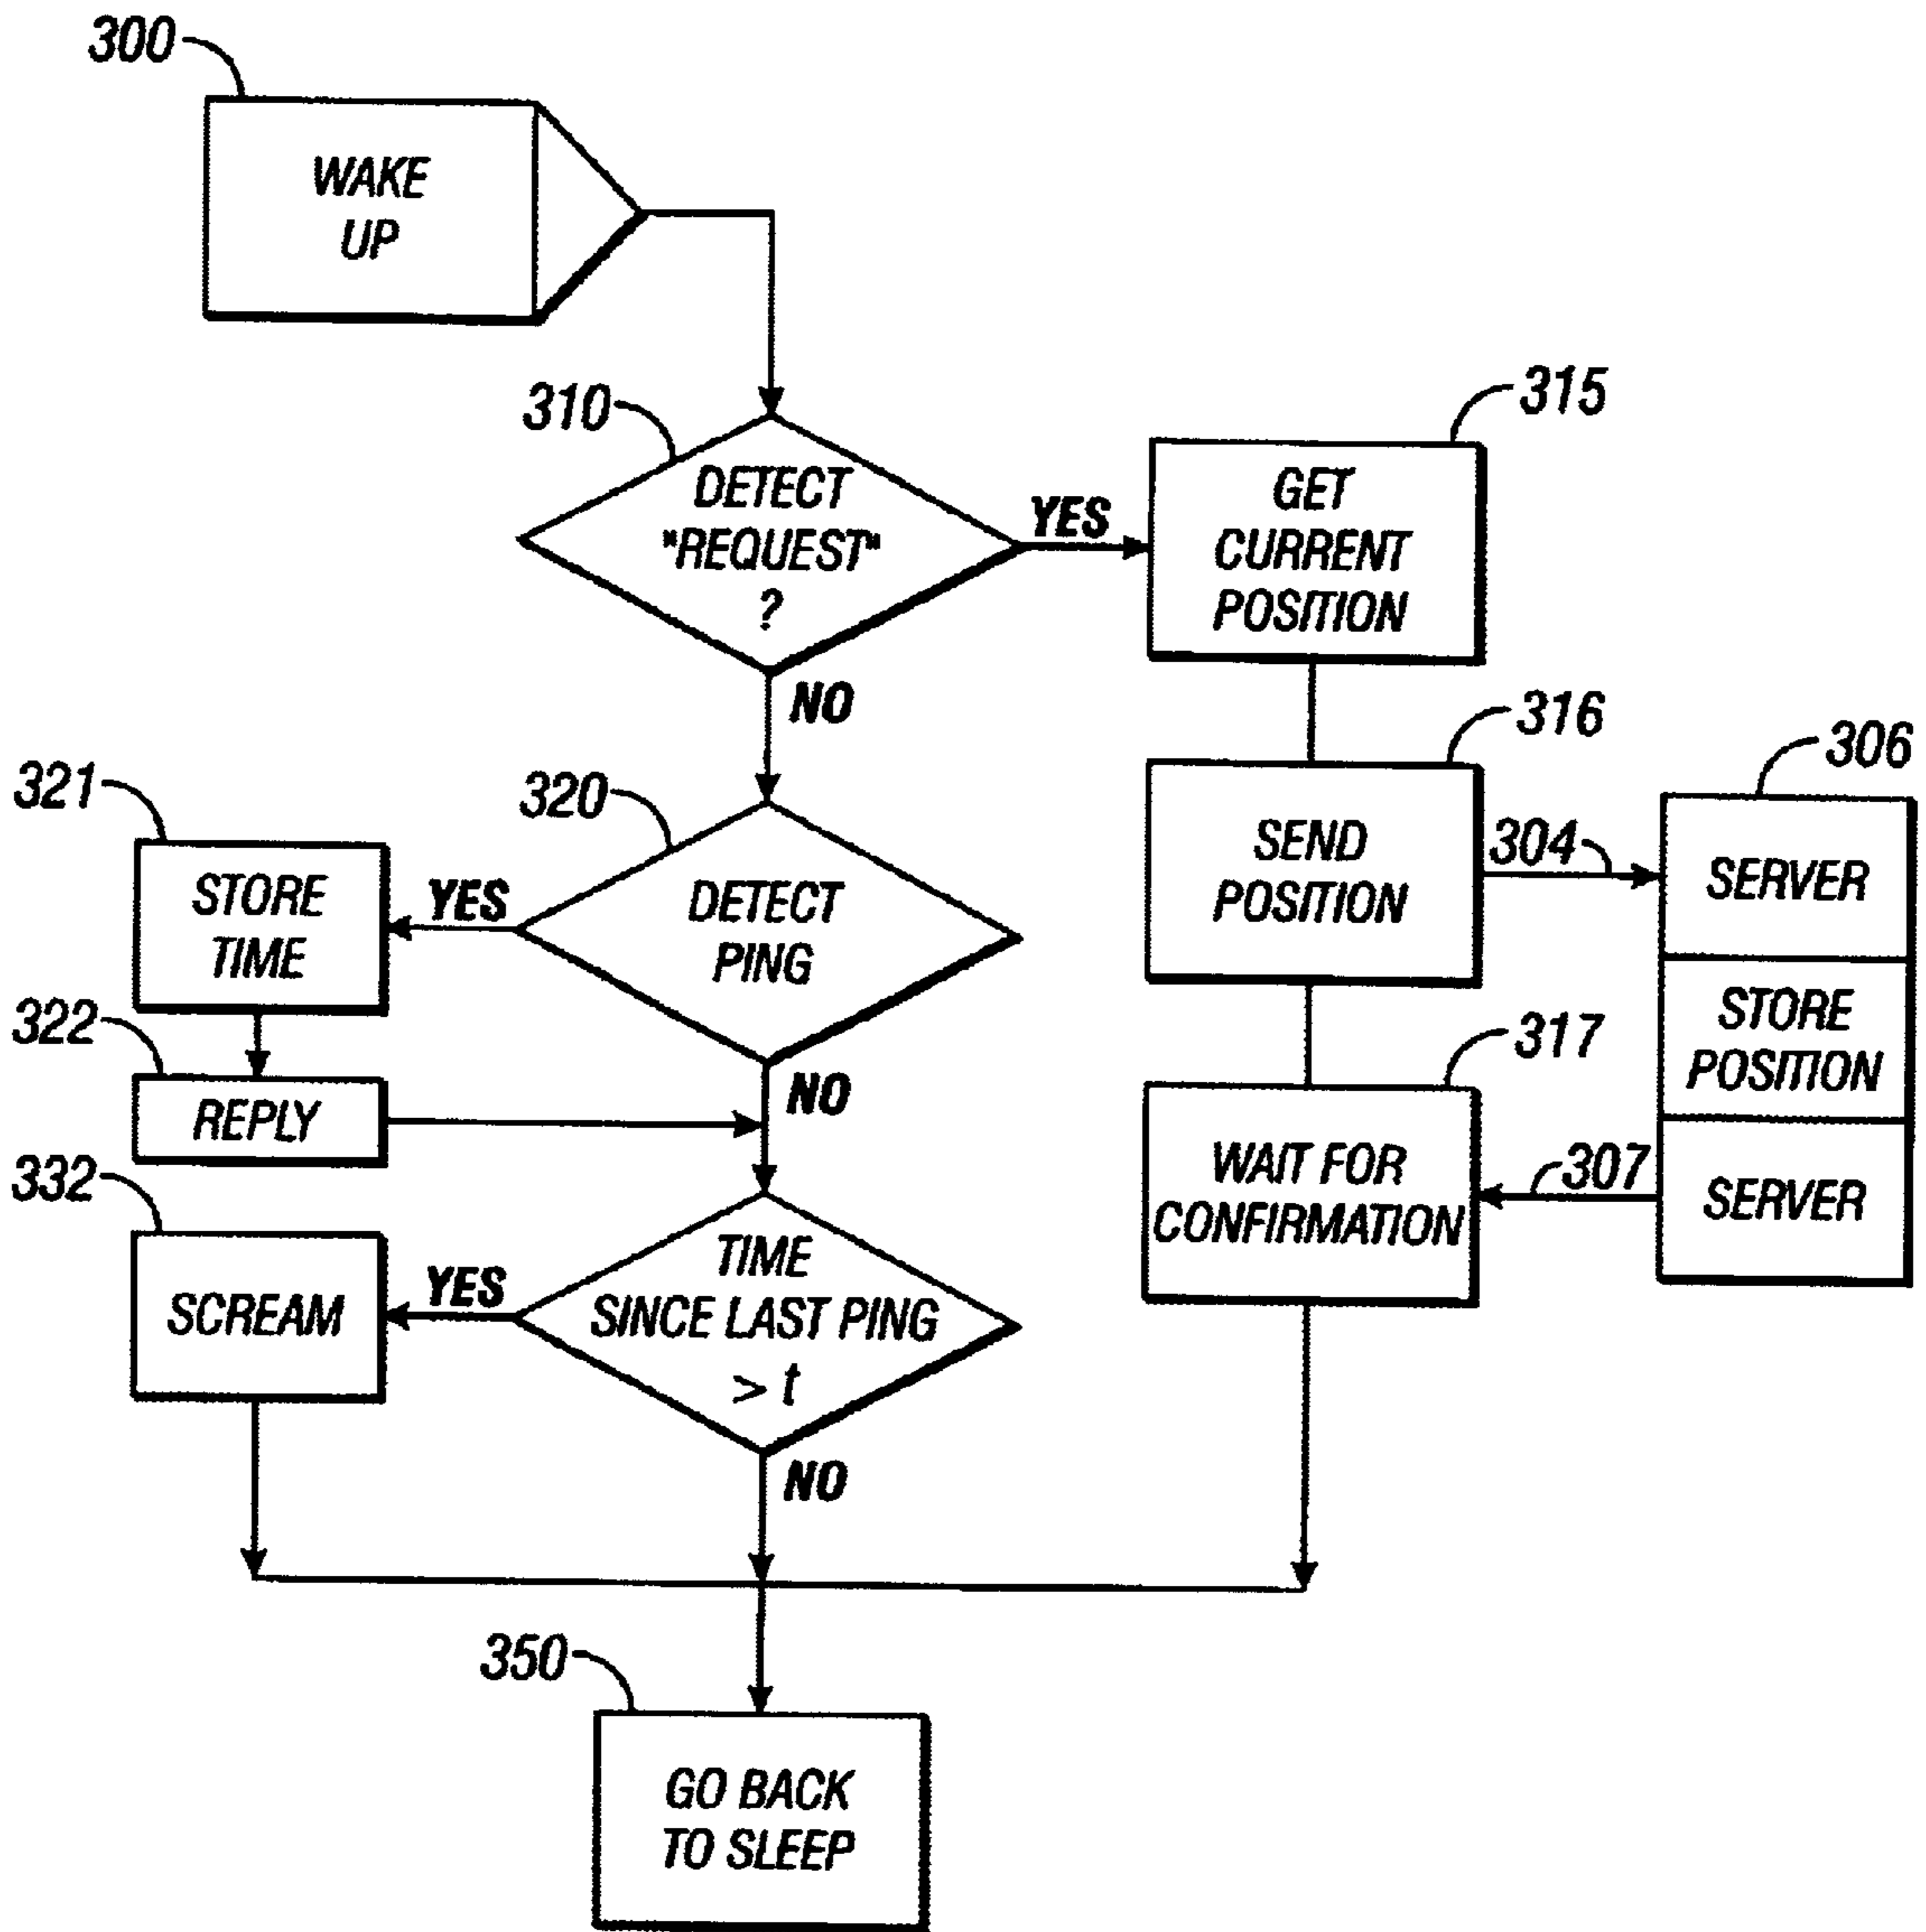 300
WAKE
UP
310
DETECT
"REQUEST"
?
YES
315
GET
CURRENT
POSITION
NO
316
SEND
POSITION
304
306
SERVER
STORE
POSITION
SERVER
307
317
WAIT FOR
CONFIRMATION
320
DETECT
PING
YES
321
STORE
TIME
322
REPLY
NO
TIME
SINCE LAST PING
> t
YES
332
SCREAM
NO
350
GO BACK
TO SLEEP